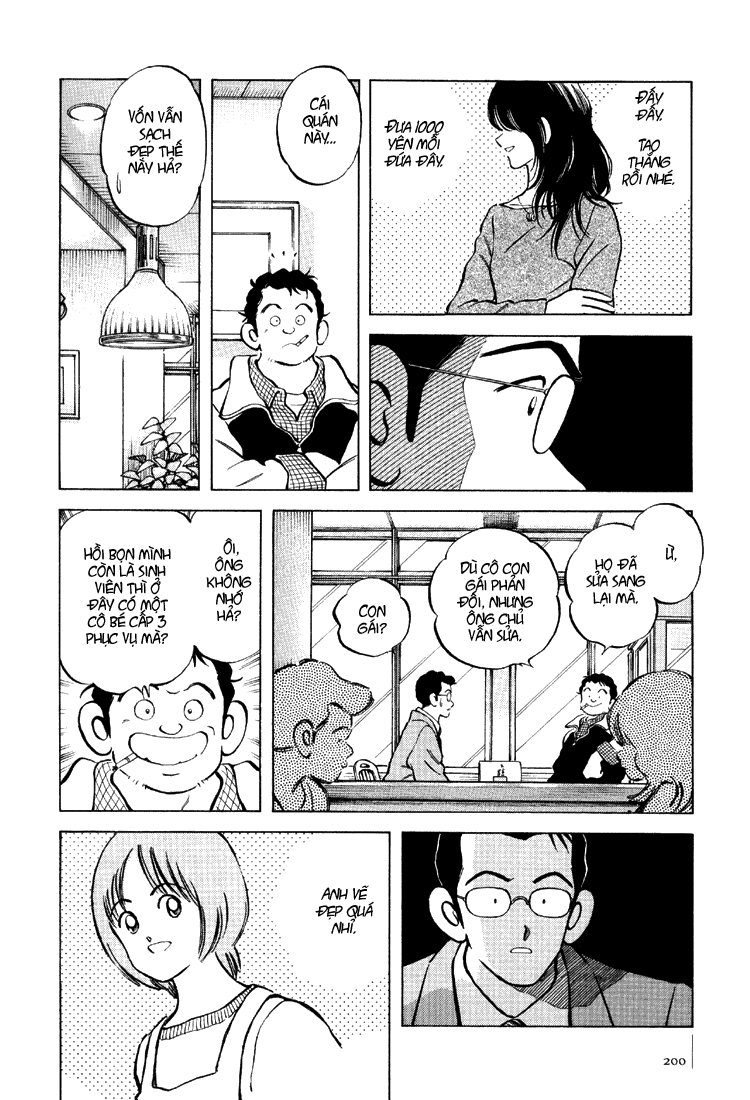 ĐẤY
ĐẤY.
TAO
THẮNG
RỒI NHÉ.
ĐƯA 1000
YÊN MỖI
ĐỨA ĐÂY.
CÁI
QUÁN
NÀY...
VỐN VẪN
SẠCH
ĐẸP THẾ
NÀY HẢ?
Ừ,
HỌ ĐÃ
SỬA SANG
LẠI MÀ.
DÙ CÔ CON
GÁI PHẢN
ĐỐI, NHƯNG
ÔNG CHỦ
VẪN SỬA.
CON
GÁI?
ÔI,
ÔNG
KHÔNG
NHỚ
HẢ?
HỒI BỌN MÌNH
CÒN LÀ SINH
VIÊN THÌ Ở
ĐÂY CÓ MỘT
CÔ BÉ CẤP 3
PHỤC VỤ MÀ?
ANH VẼ
ĐẸP QUÁ
NHỈ.
200